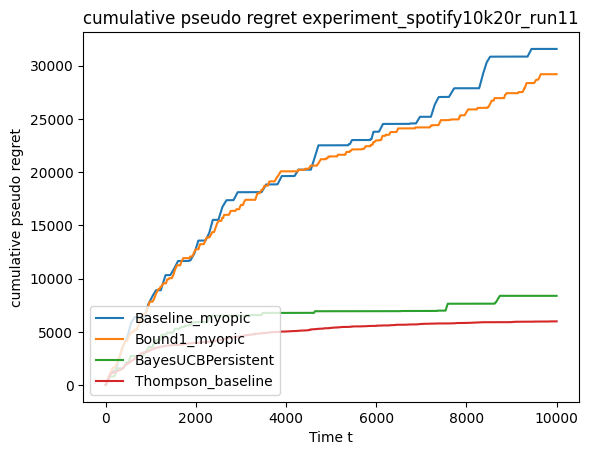 cumulative pseudo regret experiment_spotify10k20r_run11
cumulative pseudo regret
30000
25000
20000
15000
10000
5000
0
Baseline_myopic
Bound1_myopic
BayesUCBPersistent
Thompson_baseline
0 2000 4000 6000 8000 10000
Time t